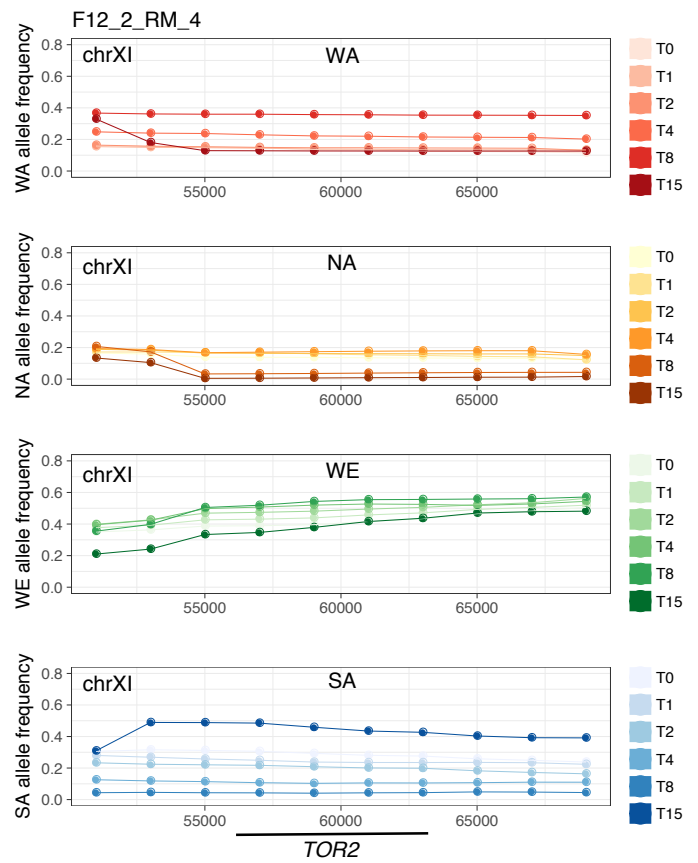 F12_2_RM_4
chrXI
WA
WA allele frequency
0.8
0.6
0.4
0.2
0.0
55000
60000
65000
T0
T1
T2
T4
T8
T15
chrXI
NA
NA allele frequency
0.8
0.6
0.4
0.2
0.0
55000
60000
65000
T0
T1
T2
T4
T8
T15
chrXI
WE
WE allele frequency
0.8
0.6
0.4
0.2
0.0
55000
60000
65000
T0
T1
T2
T4
T8
T15
chrXI
SA
SA allele frequency
0.8
0.6
0.4
0.2
0.0
55000
60000
65000
T0
T1
T2
T4
T8
T15
TOR2